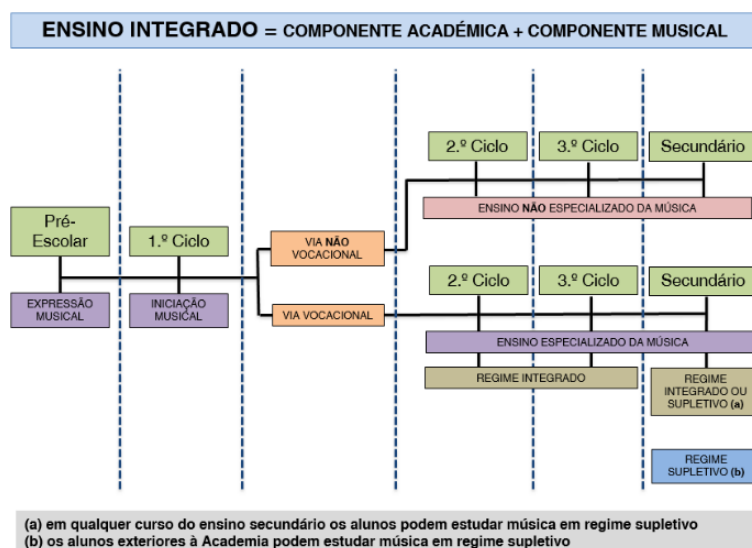 ENSINO INTEGRADO = COMPONENTE ACADÉMICA + COMPONENTE MUSICAL
2.º Ciclo
3.º Ciclo
Secundário
ENSINO NÃO ESPECIALIZADO DA MÚSICA
Pré-
Escolar
1.º Ciclo
VIA NÃO
VOCACIONAL
EXPRESSÃO
MUSICAL
INICIAÇÃO
MUSICAL
VIA VOCACIONAL
2.º Ciclo
3.º Ciclo
Secundário
ENSINO ESPECIALIZADO DA MÚSICA
REGIME INTEGRADO
REGIME
INTEGRADO OU
SUPLETIVO (a)
REGIME
SUPLETIVO (b)
(a) em qualquer curso do ensino secundário os alunos podem estudar música em regime supletivo
(b) os alunos exteriores à Academia podem estudar música em regime supletivo